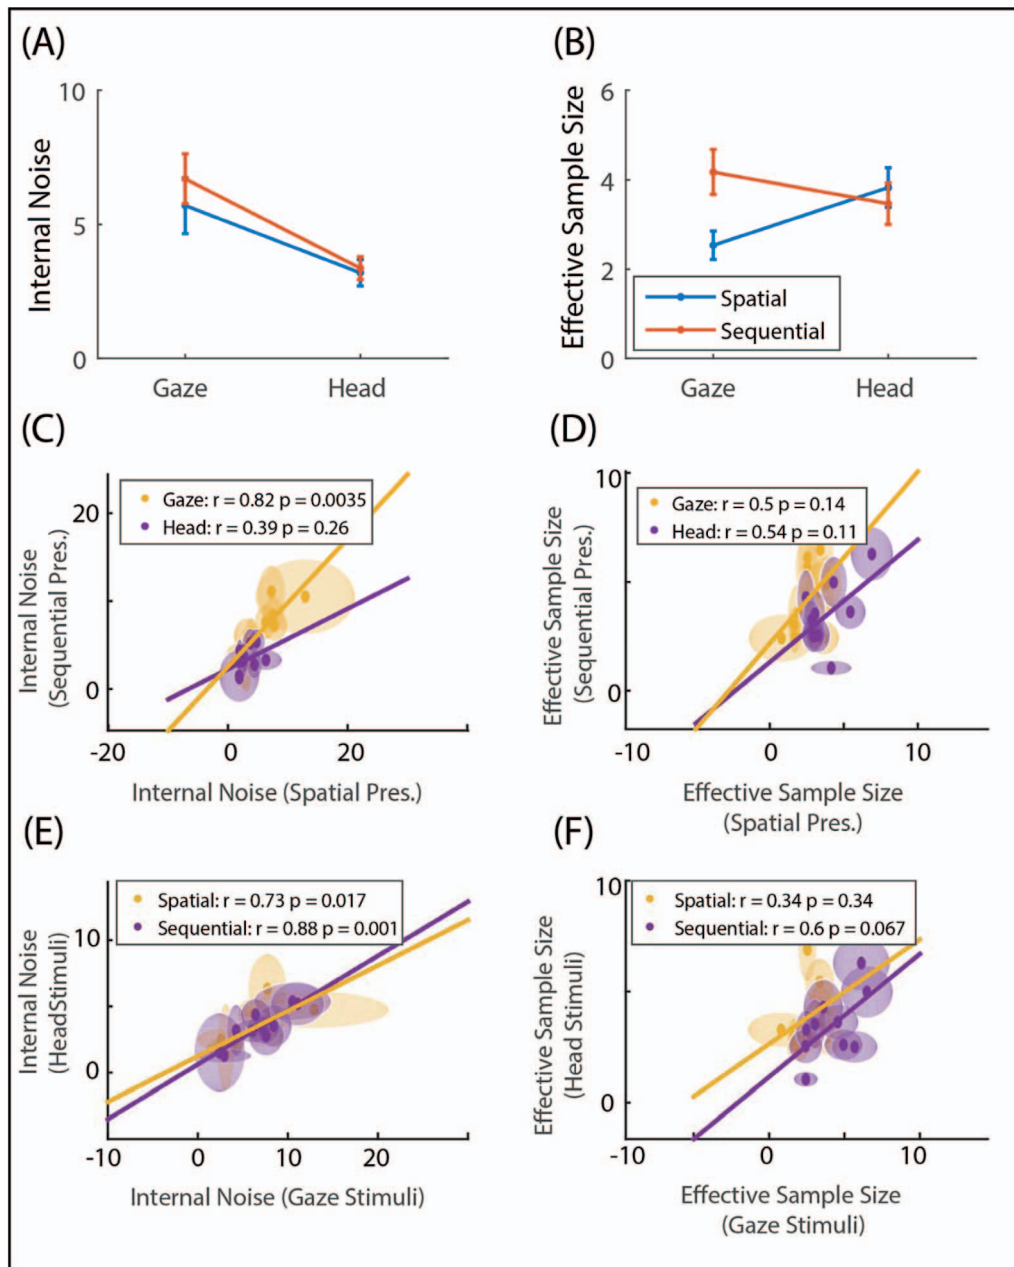 (A)
(B)
10
5
0
Internal Noise
Gaze
Head
6
4
2
0
Effective Sample Size
Spatial
Sequential
Gaze
Head
(C)
(D)
20
0
Internal Noise
(Sequential Pres.)
Gaze: r = 0.82 p = 0.0035
Head: r = 0.39 p = 0.26
-20
0
20
Internal Noise (Spatial Pres.)
10
0
Effective Sample Size
(Sequential Pres.)
Gaze: r = 0.5 p = 0.14
Head: r = 0.54 p = 0.11
-10
0
10
Effective Sample Size
(Spatial Pres.)
(E)
(F)
10
0
Internal Noise
(HeadStimuli)
Spatial: r = 0.73 p = 0.017
Sequential: r = 0.88 p = 0.001
-10
0
10
20
Internal Noise (Gaze Stimuli)
10
0
Effective Sample Size
(Head Stimuli)
Spatial: r = 0.34 p = 0.34
Sequential: r = 0.6 p = 0.067
-10
0
10
Effective Sample Size
(Gaze Stimuli)